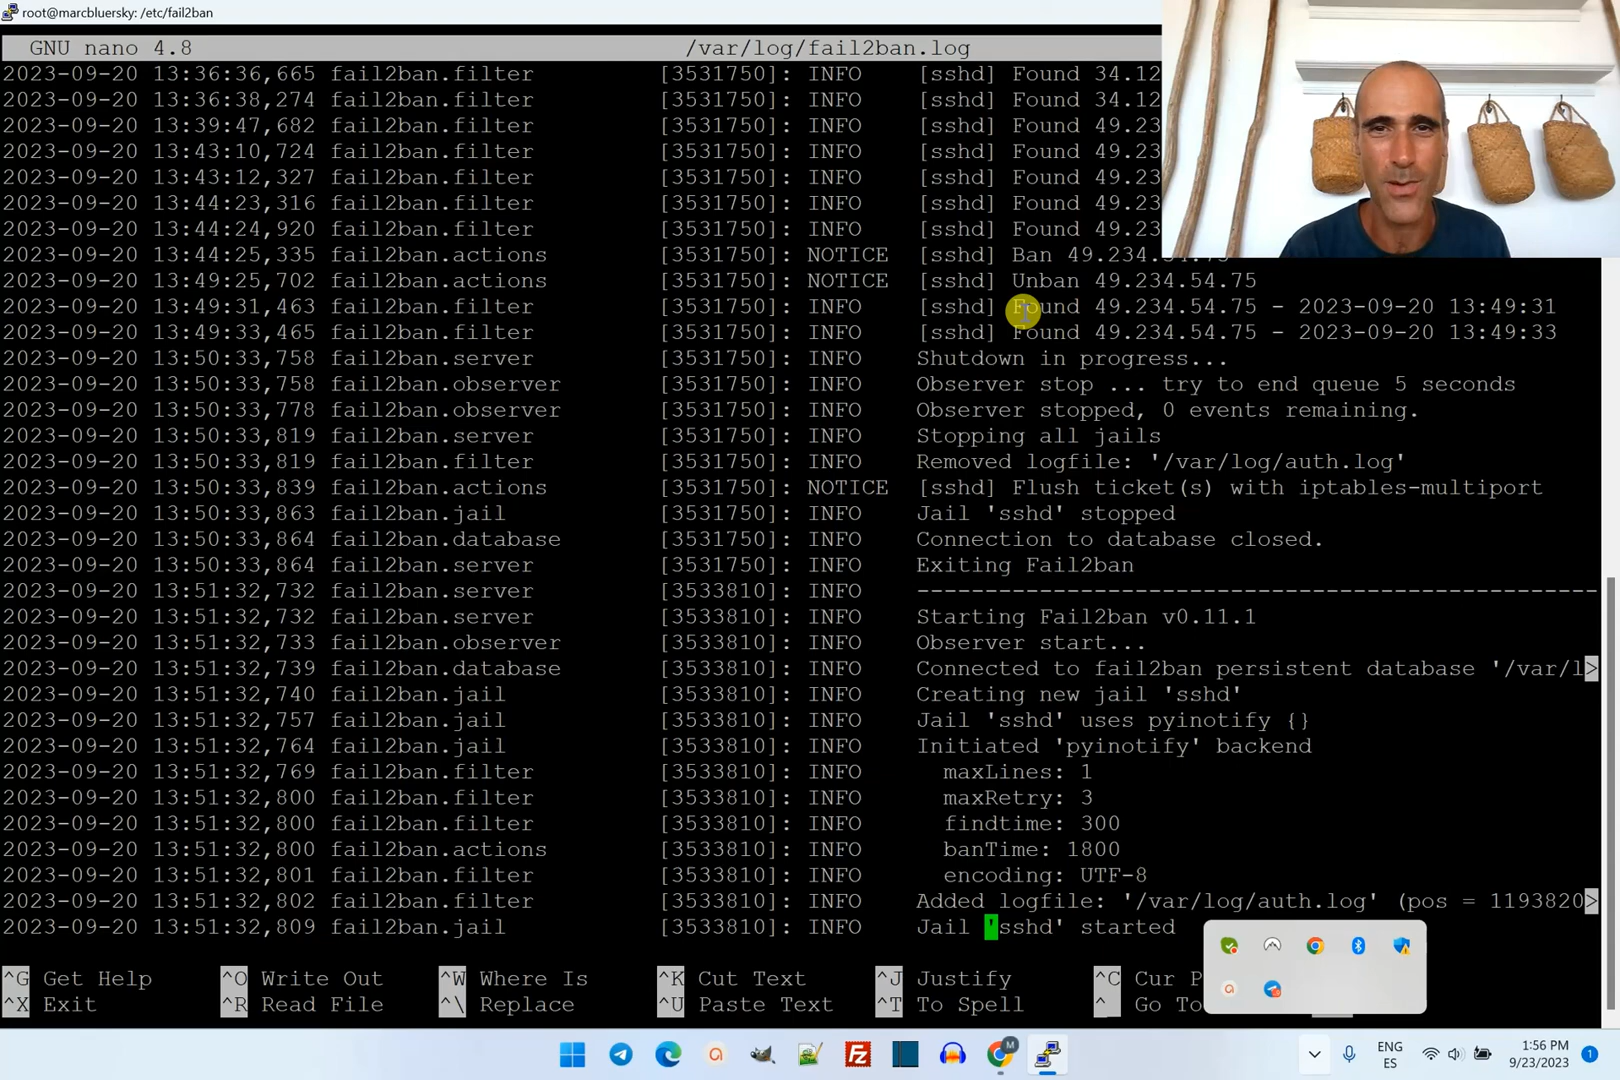 root@marcbluersky: /etc/fail2ban
GNU nano 4.8 /var/log/fail2ban.log
2023-09-20 13:36:36,665 fail2ban.filter [3531750]: INFO [sshd] Found 34.12
2023-09-20 13:36:38,274 fail2ban.filter [3531750]: INFO [sshd] Found 34.12
2023-09-20 13:39:47,682 fail2ban.filter [3531750]: INFO [sshd] Found 49.23
2023-09-20 13:43:10,724 fail2ban.filter [3531750]: INFO [sshd] Found 49.23
2023-09-20 13:43:12,327 fail2ban.filter [3531750]: INFO [sshd] Found 49.23
2023-09-20 13:44:23,316 fail2ban.filter [3531750]: INFO [sshd] Found 49.23
2023-09-20 13:44:24,920 fail2ban.filter [3531750]: INFO [sshd] Found 49.23
2023-09-20 13:44:25,335 fail2ban.actions [3531750]: NOTICE [sshd] Ban 49.234.54.75
2023-09-20 13:49:25,702 fail2ban.actions [3531750]: NOTICE [sshd] Unban 49.234.54.75
2023-09-20 13:49:31,463 fail2ban.filter [3531750]: INFO [sshd] Found 49.234.54.75 - 2023-09-20 13:49:31
2023-09-20 13:49:33,465 fail2ban.filter [3531750]: INFO [sshd] Found 49.234.54.75 - 2023-09-20 13:49:33
2023-09-20 13:50:33,758 fail2ban.server [3531750]: INFO Shutdown in progress...
2023-09-20 13:50:33,758 fail2ban.observer [3531750]: INFO Observer stop ... try to end queue 5 seconds
2023-09-20 13:50:33,778 fail2ban.observer [3531750]: INFO Observer stopped, 0 events remaining.
2023-09-20 13:50:33,819 fail2ban.server [3531750]: INFO Stopping all jails
2023-09-20 13:50:33,819 fail2ban.filter [3531750]: INFO Removed logfile: '/var/log/auth.log'
2023-09-20 13:50:33,839 fail2ban.actions [3531750]: NOTICE [sshd] Flush ticket(s) with iptables-multiport
2023-09-20 13:50:33,863 fail2ban.jail [3531750]: INFO Jail 'sshd' stopped
2023-09-20 13:50:33,864 fail2ban.database [3531750]: INFO Connection to database closed.
2023-09-20 13:50:33,864 fail2ban.server [3531750]: INFO Exiting Fail2ban
2023-09-20 13:51:32,732 fail2ban.server [3533810]: INFO --------------------------------------------------
2023-09-20 13:51:32,732 fail2ban.server [3533810]: INFO Starting Fail2ban v0.11.1
2023-09-20 13:51:32,733 fail2ban.observer [3533810]: INFO Observer start...
2023-09-20 13:51:32,739 fail2ban.database [3533810]: INFO Connected to fail2ban persistent database '/var/l>
2023-09-20 13:51:32,740 fail2ban.jail [3533810]: INFO Creating new jail 'sshd'
2023-09-20 13:51:32,757 fail2ban.jail [3533810]: INFO Jail 'sshd' uses pyinotify {}
2023-09-20 13:51:32,764 fail2ban.jail [3533810]: INFO Initiated 'pyinotify' backend
2023-09-20 13:51:32,769 fail2ban.filter [3533810]: INFO maxLines: 1
2023-09-20 13:51:32,800 fail2ban.filter [3533810]: INFO maxRetry: 3
2023-09-20 13:51:32,800 fail2ban.filter [3533810]: INFO findtime: 300
2023-09-20 13:51:32,800 fail2ban.actions [3533810]: INFO banTime: 1800
2023-09-20 13:51:32,801 fail2ban.filter [3533810]: INFO encoding: UTF-8
2023-09-20 13:51:32,802 fail2ban.filter [3533810]: INFO Added logfile: '/var/log/auth.log' (pos = 1193820>
2023-09-20 13:51:32,809 fail2ban.jail [3533810]: INFO Jail 'sshd' started
^G Get Help ^O Write Out ^W Where Is ^K Cut Text ^J Justify ^C Cur P
^X Exit ^R Read File ^\ Replace ^U Paste Text ^T To Spell ^_ Go To
ENG
ES
1:56 PM
9/23/2023